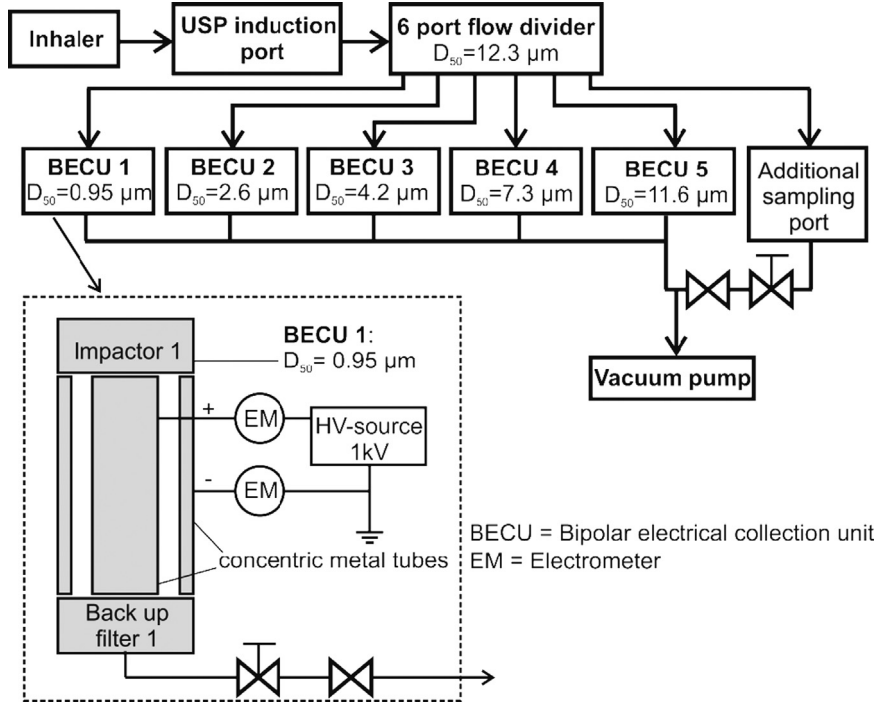 Inhaler
USP induction
port
6 port flow divider
D50=12.3 µm
BECU 1
D50=0.95 µm
BECU 2
D50=2.6 µm
BECU 3
D50=4.2 µm
BECU 4
D50=7.3 µm
BECU 5
D50=11.6 µm
Additional
sampling
port
Vacuum pump
Impactor 1
BECU 1:
D50= 0.95 µm
+
EM
HV-source
1kV
-
EM
concentric metal tubes
Back up
filter 1
BECU = Bipolar electrical collection unit
EM = Electrometer